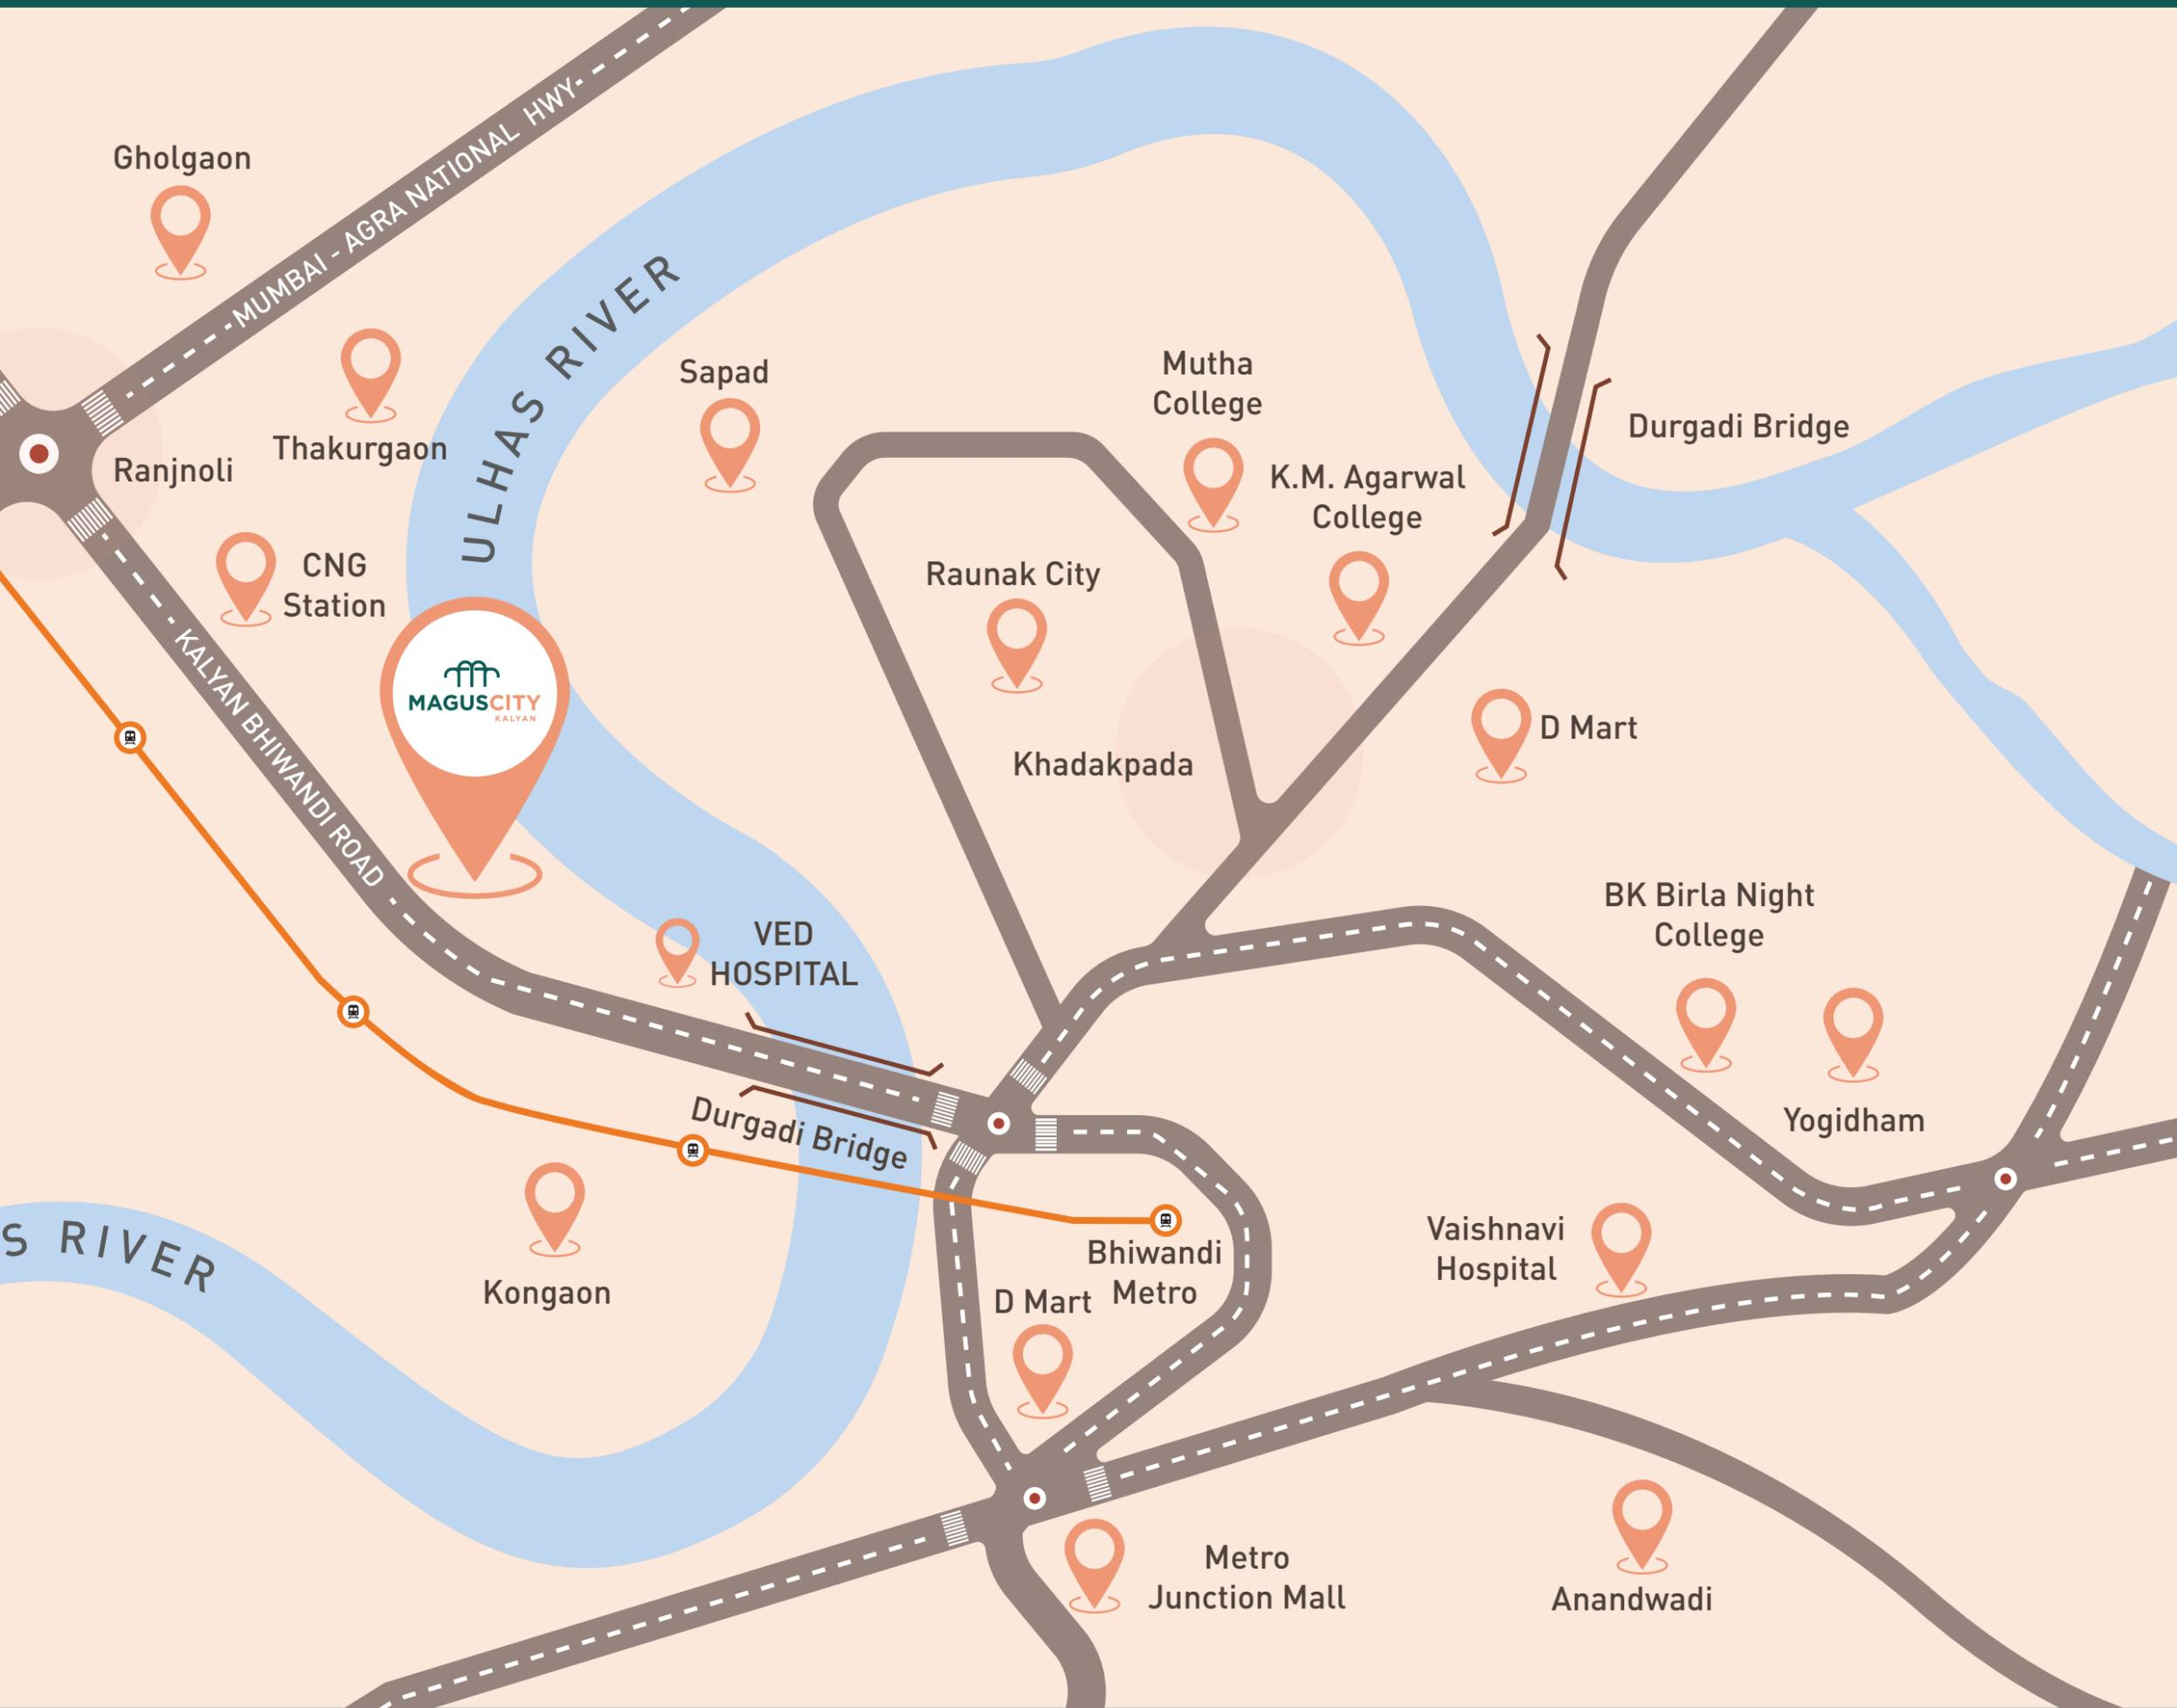 MUMBAI - AGRA NATIONAL HWY
Gholgaon
ULHAS RIVER
Sapad
Mutha
College
Durgadi Bridge
Thakurgaon
Ranjnoli
K.M. Agarwal
College
CNG
Station
Raunak City
KALYAN BHIWANDI ROAD
MAGUSCITY
KALYAN
D Mart
Khadakpada
BK Birla Night
College
VED
HOSPITAL
Durgadi Bridge
Yogidham
S RIVER
Kongaon
Bhiwandi
Metro
D Mart
Vaishnavi
Hospital
Metro
Junction Mall
Anandwadi